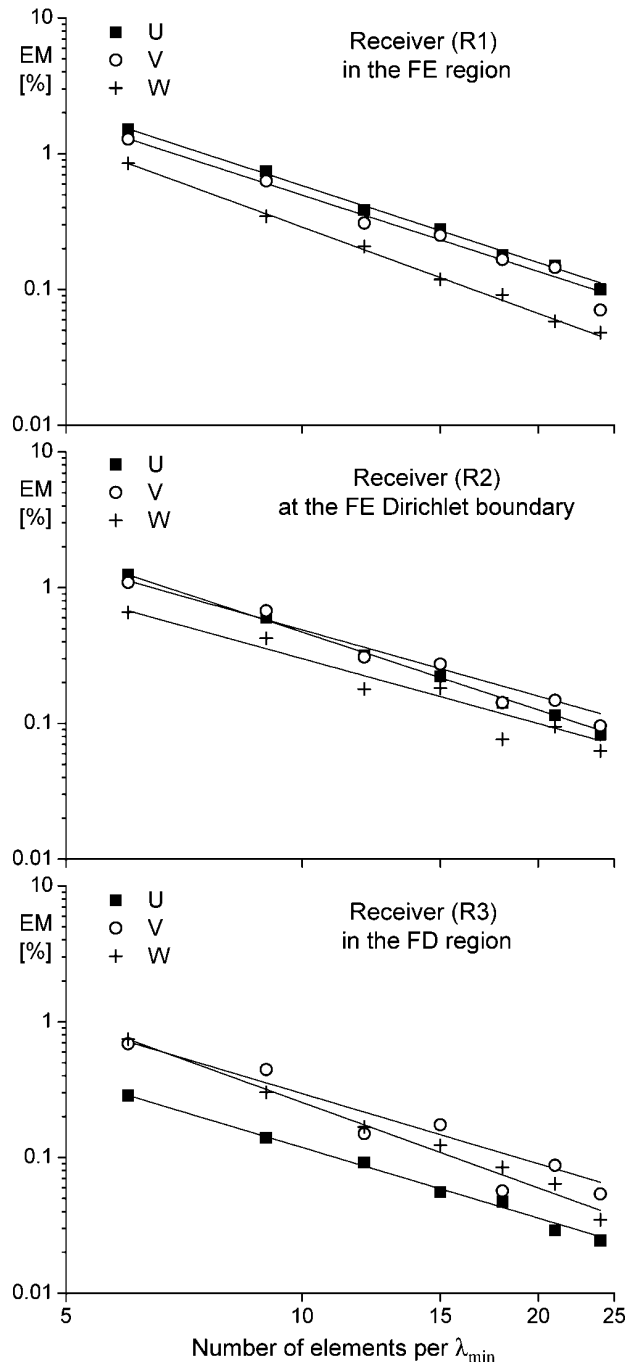 10
EM
[%]
1
0.1
0.01
U
V
W
Receiver (R1)
in the FE region
10
EM
[%]
1
0.1
0.01
U
V
W
Receiver (R2)
at the FE Dirichlet boundary
10
EM
[%]
1
0.1
0.01
U
V
W
Receiver (R3)
in the FD region
5 10 15 20 25
Number of elements per λmin